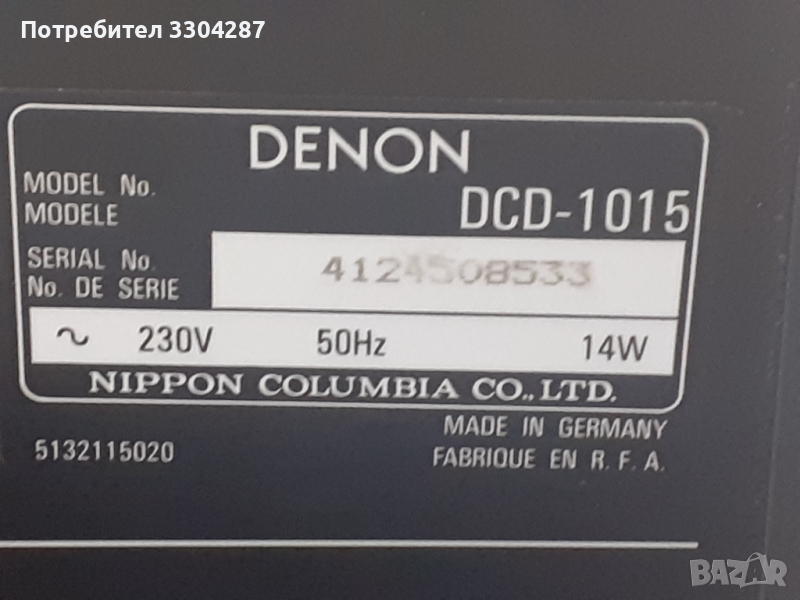 Потребител 3304287
DENON
MODEL No.
MODELE
DCD-1015
SERIAL No.
No. DE SERIE
4124508533
~ 230V 50Hz 14W
NIPPON COLUMBIA CO., LTD.
5132115020
MADE IN GERMANY
FABRIQUE EN R. F. A.
BAZAR